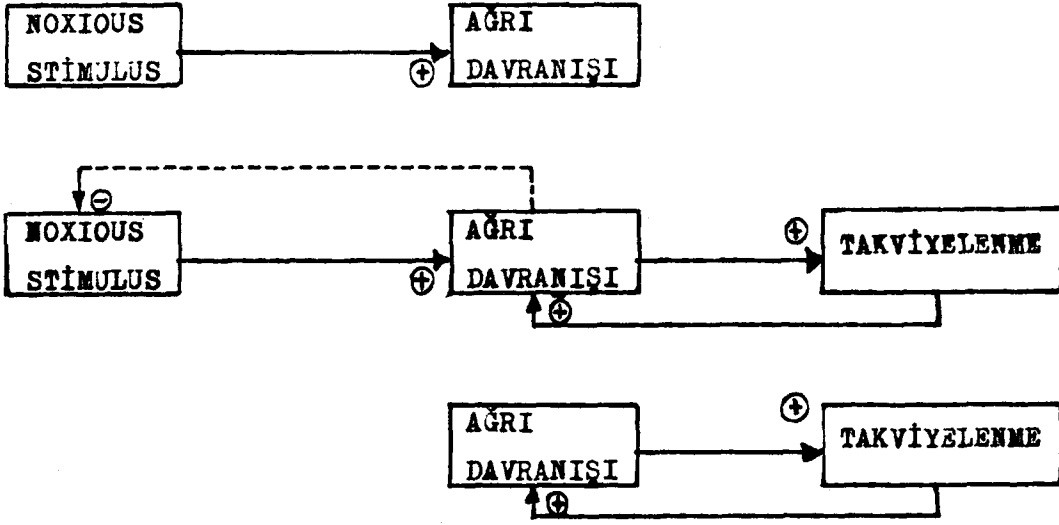 NOXIOUS
STİMULUS
AĞRI
DAVRANIŞI
+
−
NOXIOUS
STİMULUS
+
AĞRI
DAVRANIŞI
+
+
TAKVİYELENME
AĞRI
DAVRANIŞI
+
+
TAKVİYELENME